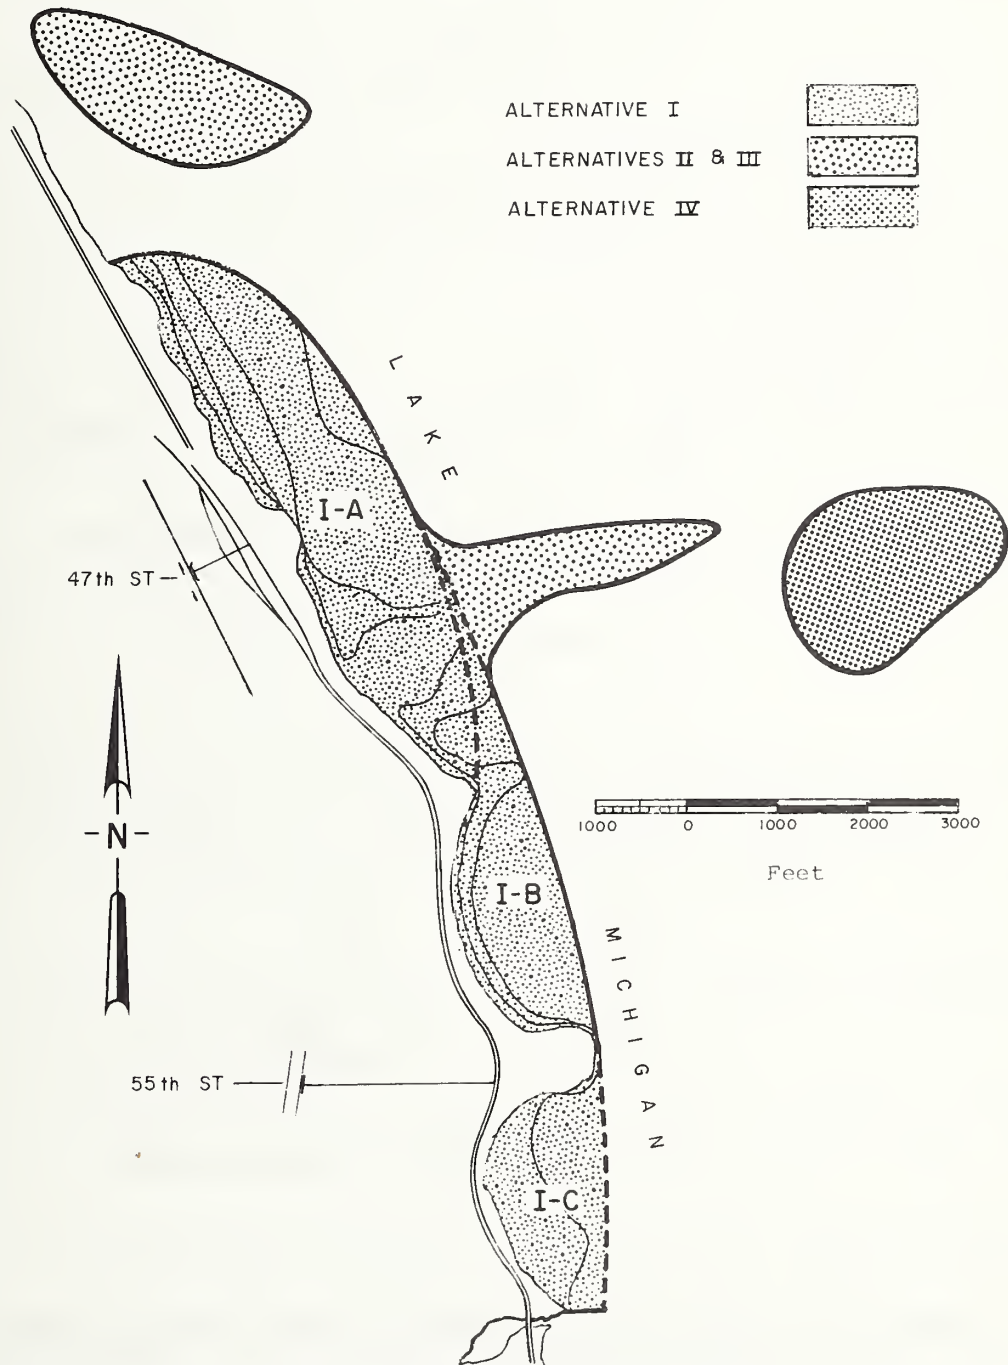 ALTERNATIVE I
ALTERNATIVES II & III
ALTERNATIVE IV
LAKE
I-A
47th ST
-N-
1000 0 1000 2000 3000
Feet
I-B
MICHIGAN
55th ST
I-C